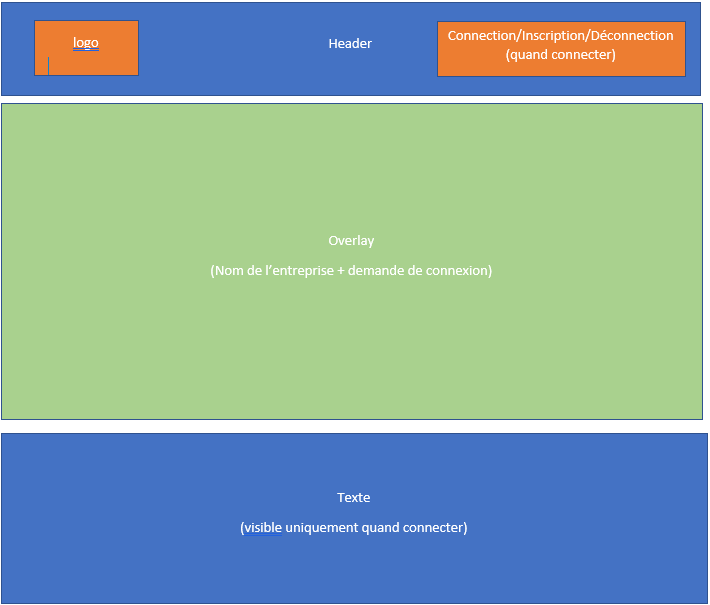 logo
Header
Connection/Inscription/Déconnection
(quand connecter)
Overlay
(Nom de l’entreprise + demande de connexion)
Texte
(visible uniquement quand connecter)